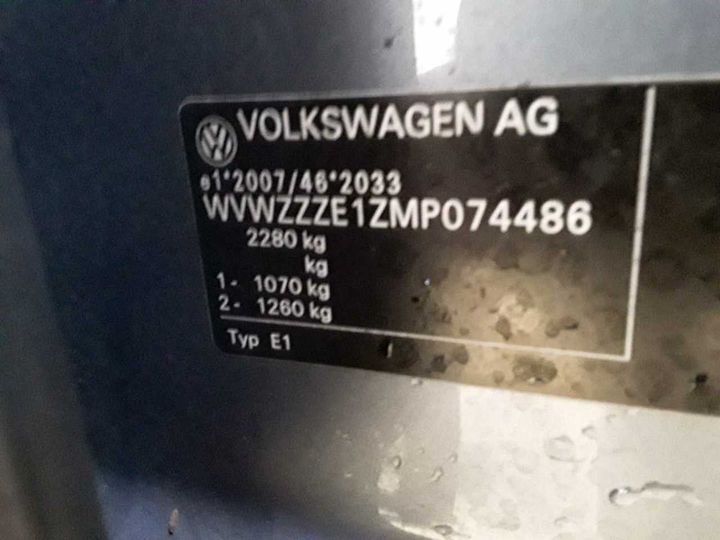 VOLKSWAGEN AG
e1*2007/46*2033
WVWZZZE1ZMP074486
2280 kg
kg
1- 1070 kg
2- 1260 kg
Typ E1